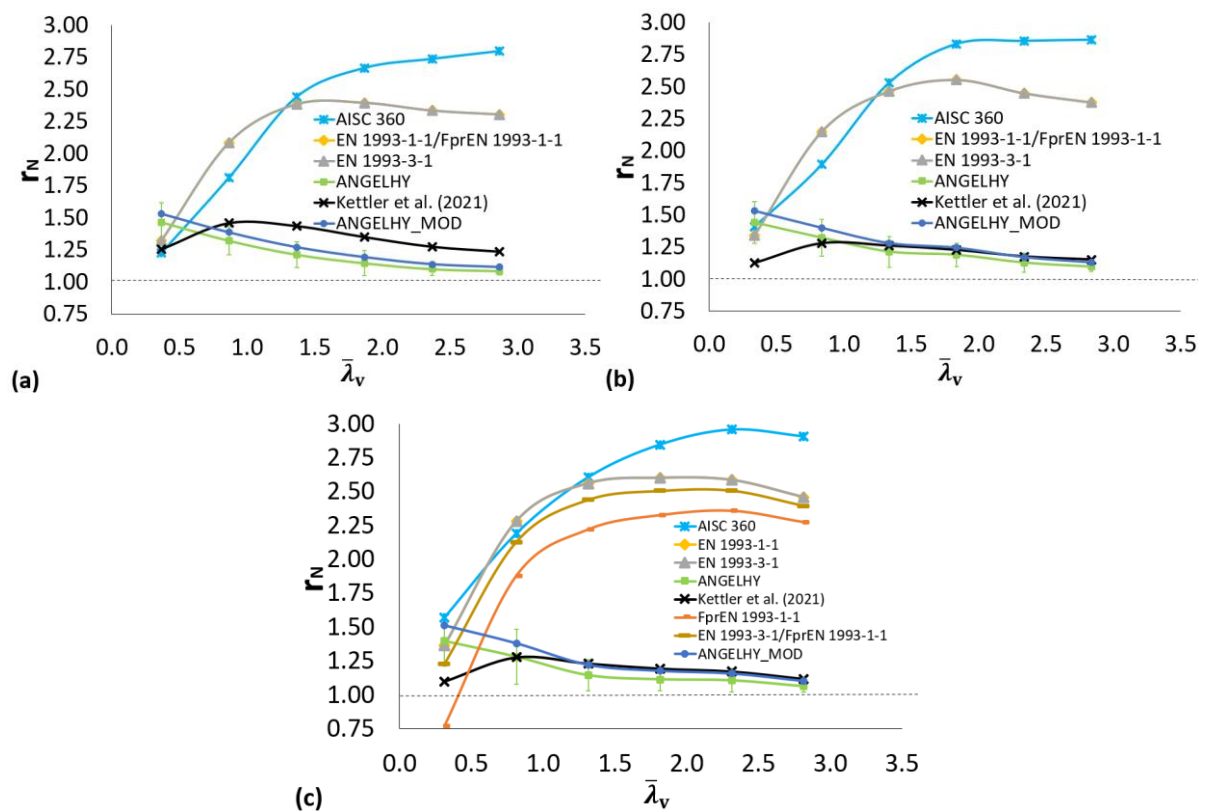 3.00
2.75
2.50
2.25
2.00
1.75
1.50
1.25
1.00
0.75
rN
AISC 360
EN 1993-1-1/FprEN 1993-1-1
EN 1993-3-1
ANGELHY
Kettler et al. (2021)
ANGELHY_MOD
0.0 0.5 1.0 1.5 2.0 2.5 3.0 3.5
λ̄v
(a)
3.00
2.75
2.50
2.25
2.00
1.75
1.50
1.25
1.00
0.75
rN
AISC 360
EN 1993-1-1/FprEN 1993-1-1
EN 1993-3-1
ANGELHY
Kettler et al. (2021)
ANGELHY_MOD
0.0 0.5 1.0 1.5 2.0 2.5 3.0 3.5
λ̄v
(b)
3.00
2.75
2.50
2.25
2.00
1.75
1.50
1.25
1.00
0.75
rN
AISC 360
EN 1993-1-1
EN 1993-3-1
ANGELHY
Kettler et al. (2021)
FprEN 1993-1-1
EN 1993-3-1/FprEN 1993-1-1
ANGELHY_MOD
0.0 0.5 1.0 1.5 2.0 2.5 3.0 3.5
λ̄v
(c)